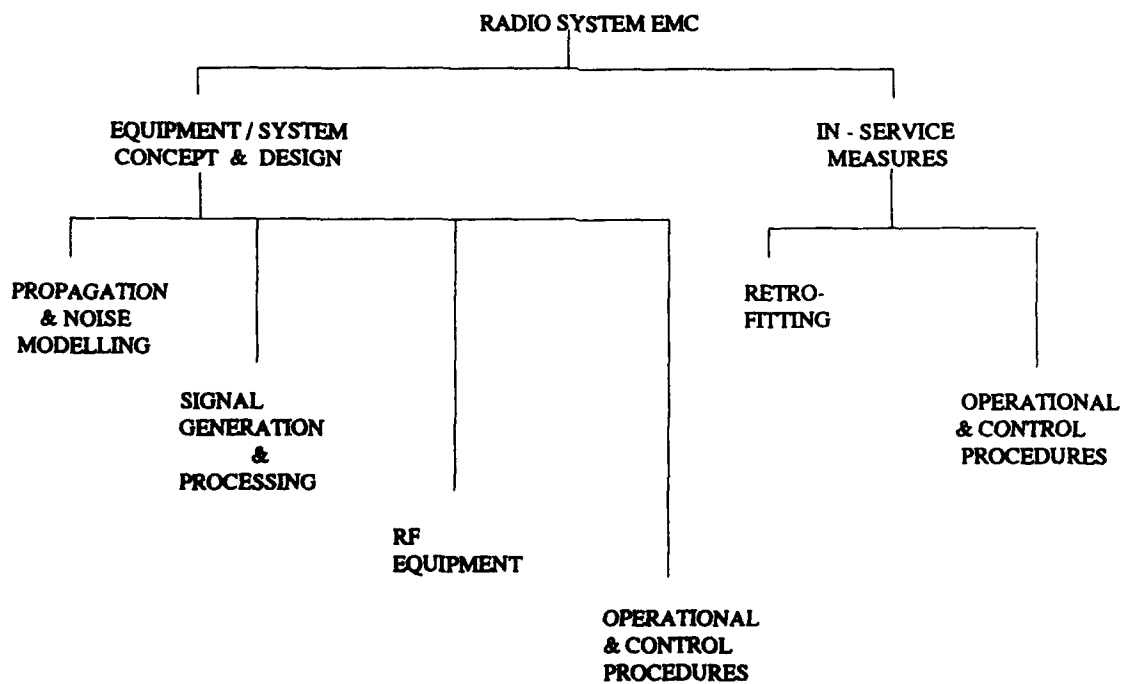 RADIO SYSTEM EMC
EQUIPMENT / SYSTEM
CONCEPT & DESIGN
IN - SERVICE
MEASURES
PROPAGATION
& NOISE
MODELLING
SIGNAL
GENERATION
&
PROCESSING
RF
EQUIPMENT
OPERATIONAL
& CONTROL
PROCEDURES
RETRO-
FITTING
OPERATIONAL
& CONTROL
PROCEDURES